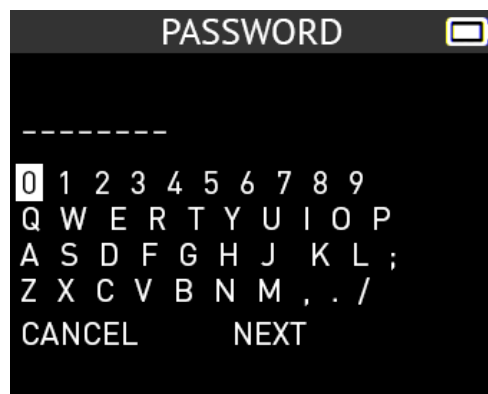 PASSWORD
--------
0 1 2 3 4 5 6 7 8 9
Q W E R T Y U I O P
A S D F G H J K L ;
Z X C V B N M , . /
CANCEL NEXT